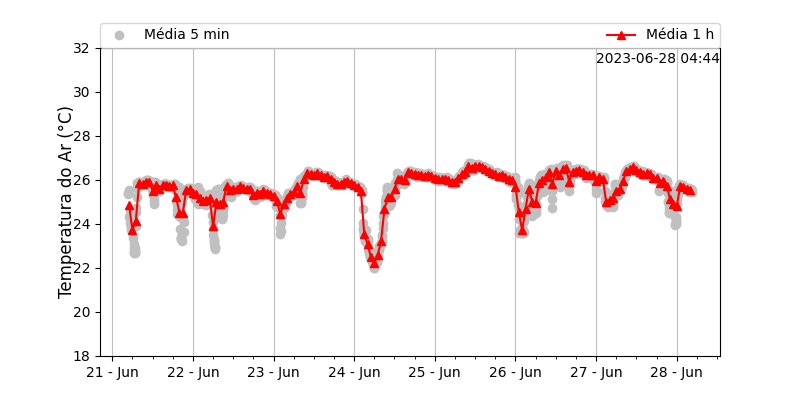 Média 5 min
Média 1 h
2023-06-28 04:44
Temperatura do Ar (°C)
32
30
28
26
24
22
20
18
21 - Jun
22 - Jun
23 - Jun
24 - Jun
25 - Jun
26 - Jun
27 - Jun
28 - Jun